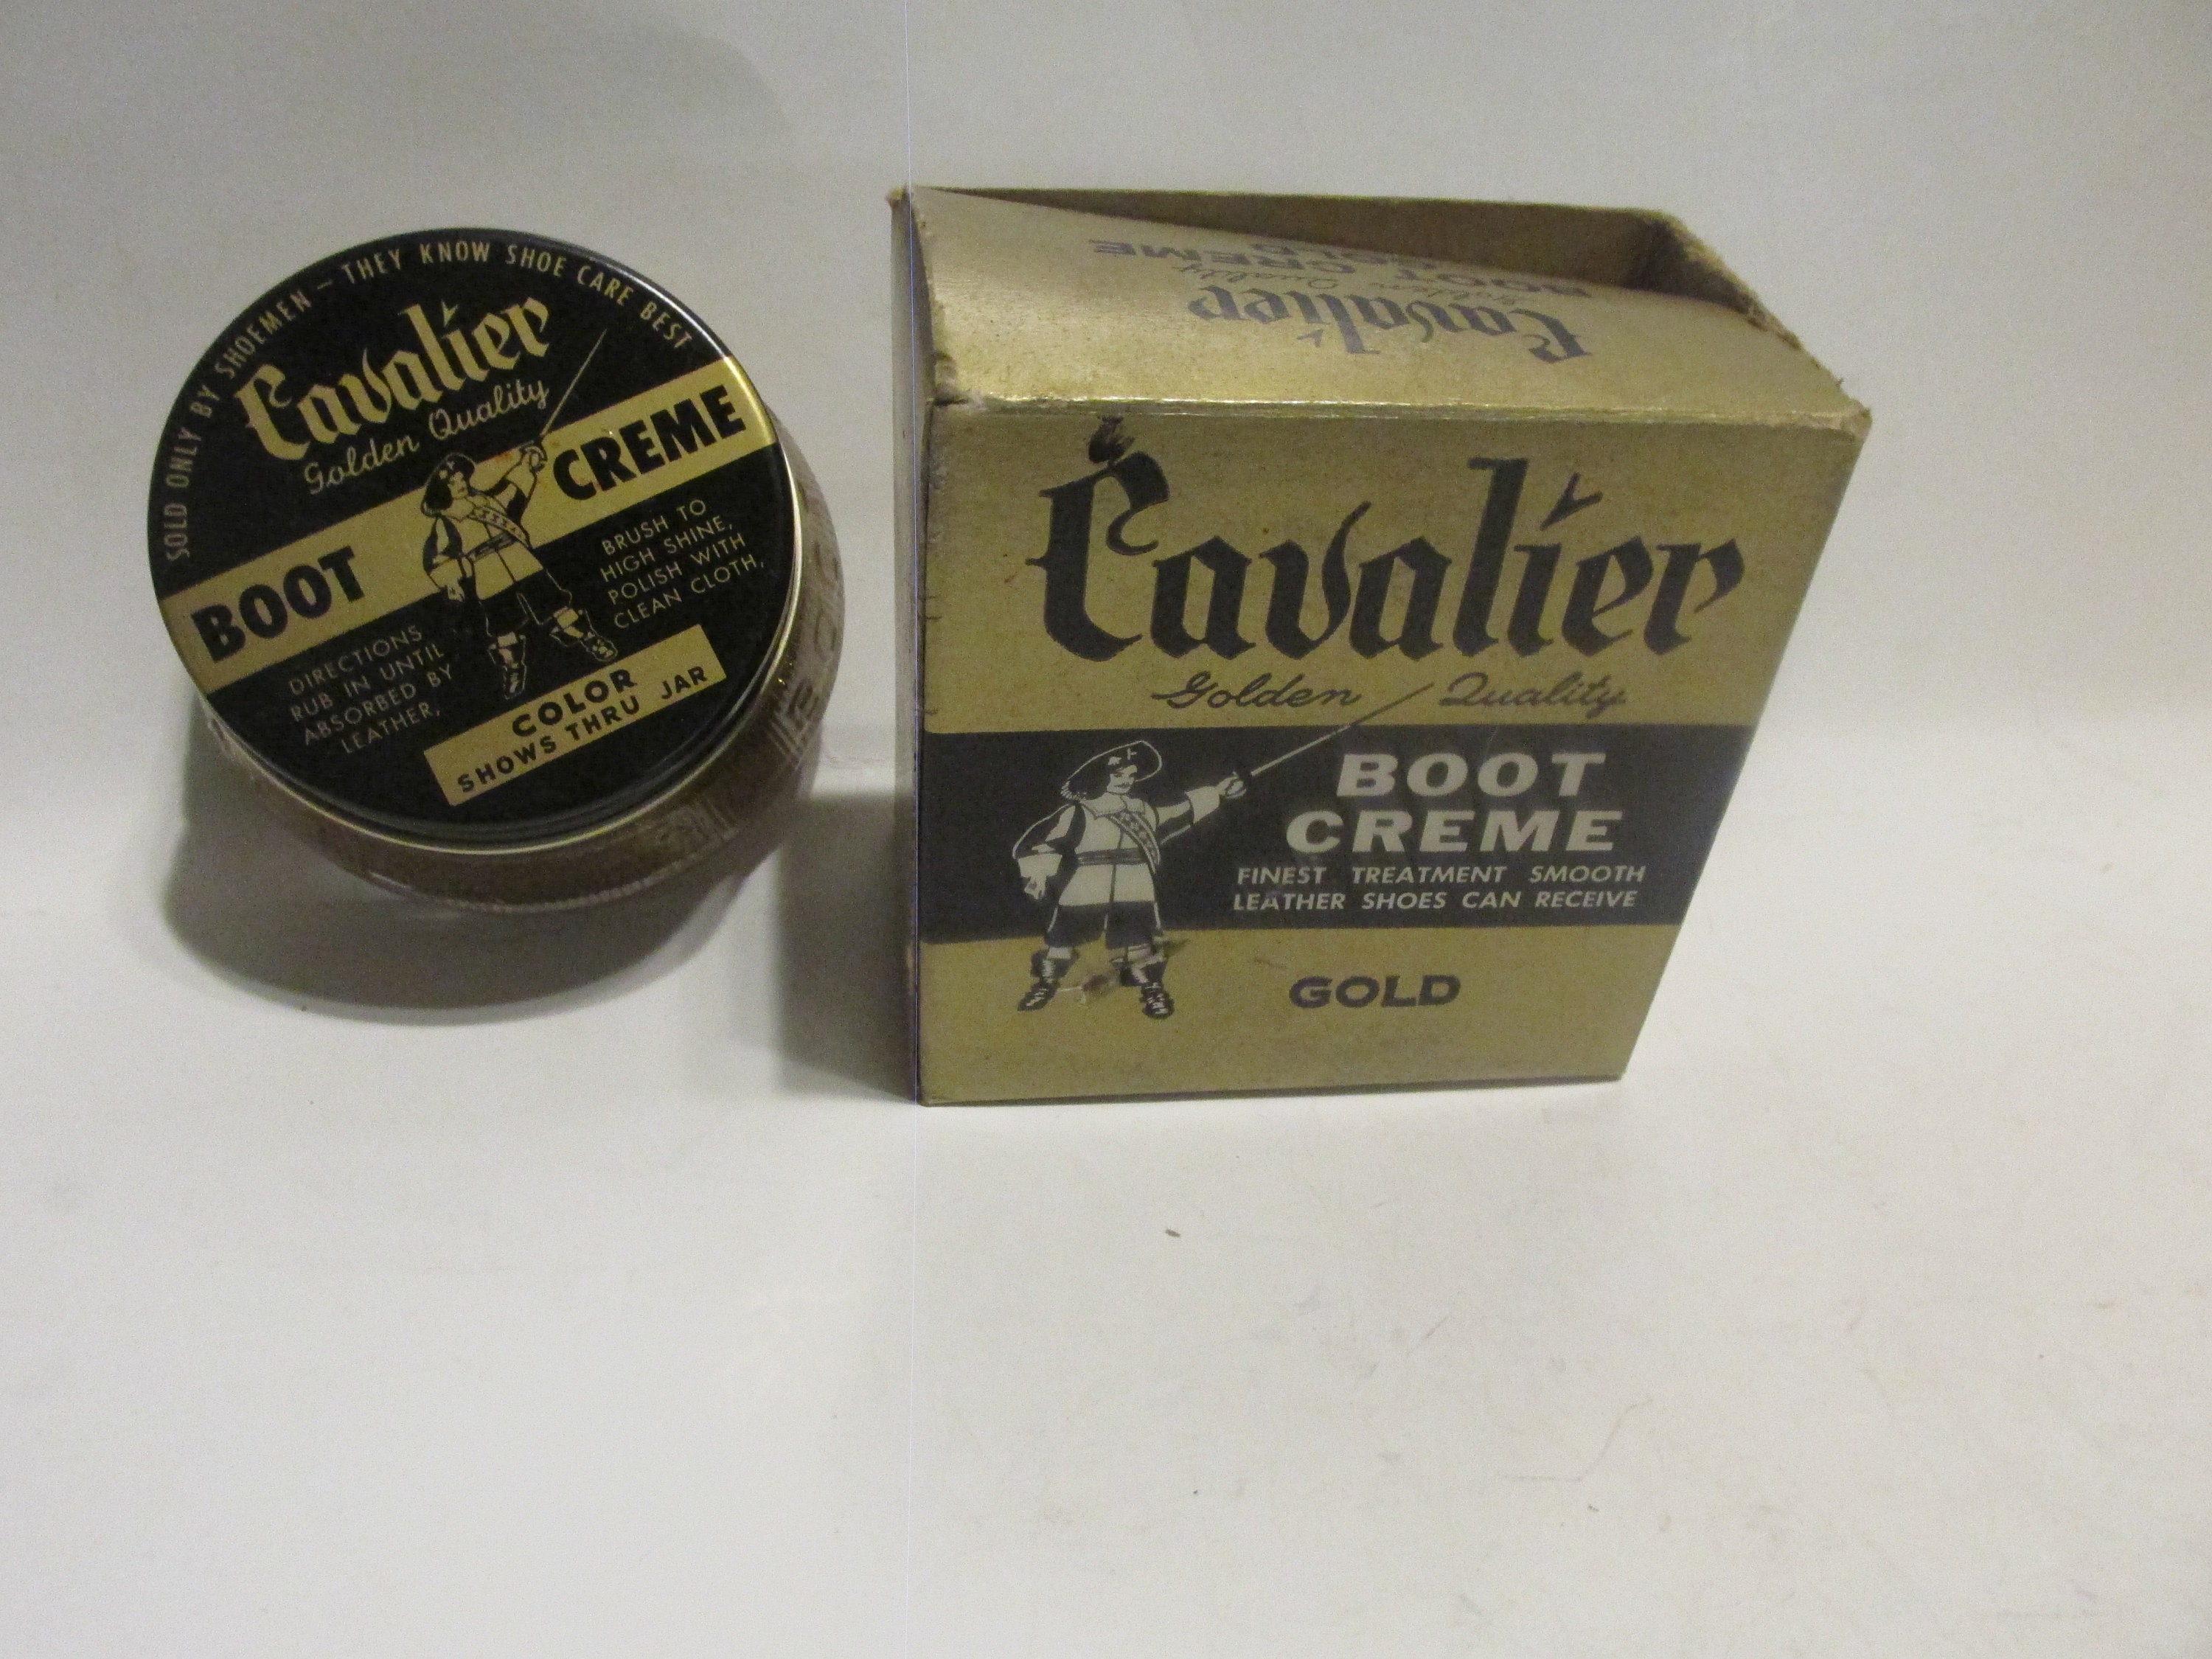 SOLD ONLY BY SHOEMEN — THEY KNOW SHOE CARE BEST
Cavalier
Golden Quality
BOOT CREME
DIRECTIONS
RUB IN UNTIL
ABSORBED BY
LEATHER,
BRUSH TO
HIGH SHINE,
POLISH WITH
CLEAN CLOTH,
COLOR
SHOWS THRU JAR
Cavalier
Golden Quality
BOOT CREME
GOLD
Cavalier
Golden Quality
BOOT
CREME
FINEST TREATMENT SMOOTH
LEATHER SHOES CAN RECEIVE
GOLD